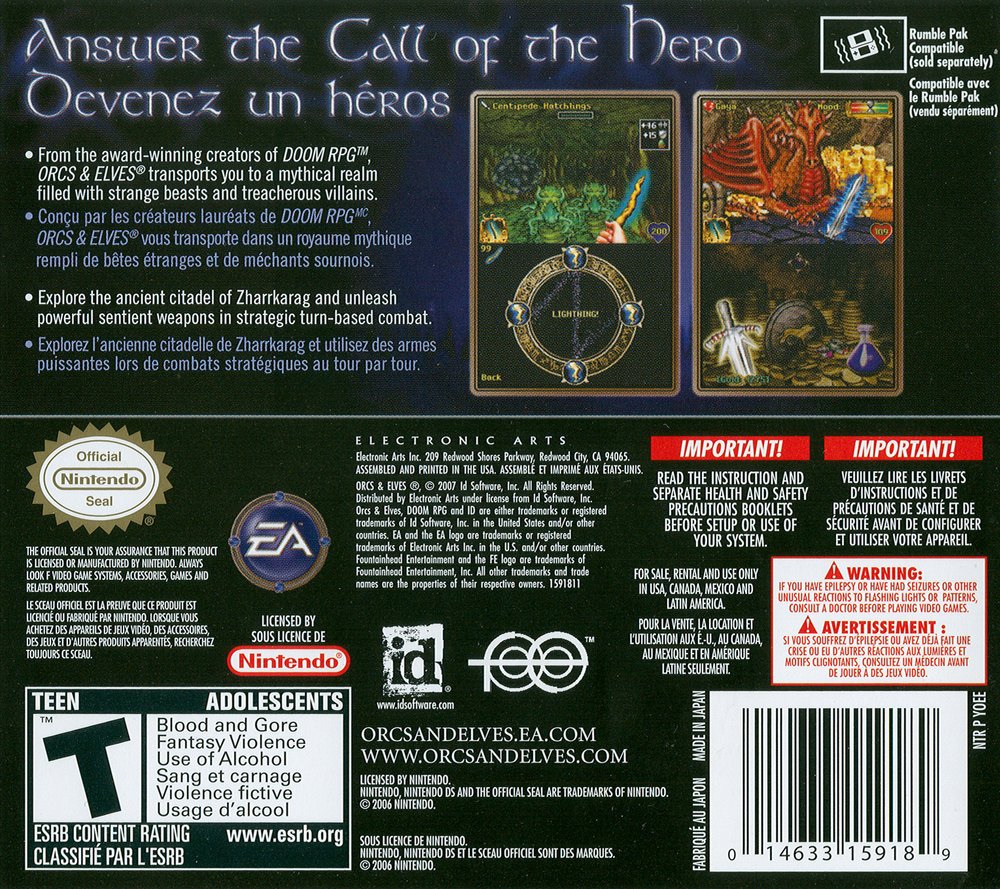 Answer the Call of the Hero
Devenez un héros
Rumble Pak
Compatible
(sold separately)*
Compatible avec
le Rumble Pak
(vendu séparément)
• From the award-winning creators of DOOM RPG™,
ORCS & ELVES® transports you to a mythical realm
filled with strange beasts and treacherous villains.
• Conçu par les créateurs lauréats de DOOM RPG MC,
ORCS & ELVES® vous transporte dans un royaume mythique
rempli de bêtes étranges et de méchants sournois.
• Explore the ancient citadel of Zharrkarag and unleash
powerful sentient weapons in strategic turn-based combat.
• Explorez l'ancienne citadelle de Zharrkarag et utilisez des armes
puissantes lors de combats stratégiques au tour par tour.
Centipede Hatchlings
+16
+15
200
99
LIGHTNING!
Back
Gaya
Mood:
109
Official
Nintendo
Seal
®
THE OFFICIAL SEAL IS YOUR ASSURANCE THAT THIS PRODUCT
IS LICENSED OR MANUFACTURED BY NINTENDO. ALWAYS
LOOK F VIDEO GAME SYSTEMS, ACCESSORIES, GAMES AND
RELATED PRODUCTS.
LE SCEAU OFFICIEL EST LA PREUVE QUE CE PRODUIT EST
LICENCIÉ OU FABRIQUÉ PAR NINTENDO. LORSQUE VOUS
ACHETEZ DES APPAREILS DE JEUX VIDÉO, DES ACCESSOIRES,
DES JEUX ET D'AUTRES PRODUITS APPARENTÉS, RECHERCHEZ
TOUJOURS CE SCEAU.
EA
LICENSED BY
SOUS LICENCE DE
Nintendo®
ELECTRONIC ARTS
Electronic Arts Inc. 209 Redwood Shores Parkway, Redwood City, CA 94065.
ASSEMBLED AND PRINTED IN THE USA. ASSEMBLÉ ET IMPRIMÉ AUX ÉTATS-UNIS.
ORCS & ELVES ®, © 2007 Id Software, Inc. All Rights Reserved.
Distributed by Electronic Arts under license from Id Software, Inc.
Orcs & Elves, DOOM RPG and ID are either trademarks or registered
trademarks of Id Software, Inc. in the United States and/or other
countries. EA and the EA logo are trademarks or registered
trademarks of Electronic Arts Inc. in the U.S. and/or other countries.
Fountainhead Entertainment and the FE logo are trademarks of
Fountainhead Entertainment, Inc. All other trademarks and trade
names are the properties of their respective owners. 1591811
id®
www.idsoftware.com
™
ORCSANDELVES.EA.COM
WWW.ORCSANDELVES.COM
LICENSED BY NINTENDO.
NINTENDO, NINTENDO DS AND THE OFFICIAL SEAL ARE TRADEMARKS OF NINTENDO.
© 2006 NINTENDO.
SOUS LICENCE DE NINTENDO.
NINTENDO, NINTENDO DS ET LE SCEAU OFFICIEL SONT DES MARQUES.
© 2006 NINTENDO.
IMPORTANT!
READ THE INSTRUCTION AND
SEPARATE HEALTH AND SAFETY
PRECAUTIONS BOOKLETS
BEFORE SETUP OR USE OF
YOUR SYSTEM.
IMPORTANT!
VEUILLEZ LIRE LES LIVRETS
D'INSTRUCTIONS ET DE
PRÉCAUTIONS DE SANTÉ ET DE
SÉCURITÉ AVANT DE CONFIGURER
ET UTILISER VOTRE APPAREIL.
FOR SALE, RENTAL AND USE ONLY
IN USA, CANADA, MEXICO AND
LATIN AMERICA.
POUR LA VENTE, LA LOCATION ET
L'UTILISATION AUX É.-U., AU CANADA,
AU MEXIQUE ET EN AMÉRIQUE
LATINE SEULEMENT.
WARNING:
IF YOU HAVE EPILEPSY OR HAVE HAD SEIZURES OR OTHER
UNUSUAL REACTIONS TO FLASHING LIGHTS OR PATTERNS,
CONSULT A DOCTOR BEFORE PLAYING VIDEO GAMES.
AVERTISSEMENT :
SI VOUS SOUFFREZ D'ÉPILEPSIE OU AVEZ DÉJÀ FAIT UNE
CRISE OU EU D'AUTRES RÉACTIONS AUX LUMIÈRES ET
MOTIFS CLIGNOTANTS, CONSULTEZ UN MÉDECIN AVANT
DE JOUER À DES JEUX VIDÉO.
TEEN ADOLESCENTS
T™
Blood and Gore
Fantasy Violence
Use of Alcohol
Sang et carnage
Violence fictive
Usage d'alcool
ESRB CONTENT RATING www.esrb.org
CLASSIFIÉ PAR L'ESRB
FABRIQUÉ AU JAPON MADE IN JAPAN
NTR P YOEE
0 14633 15918 9